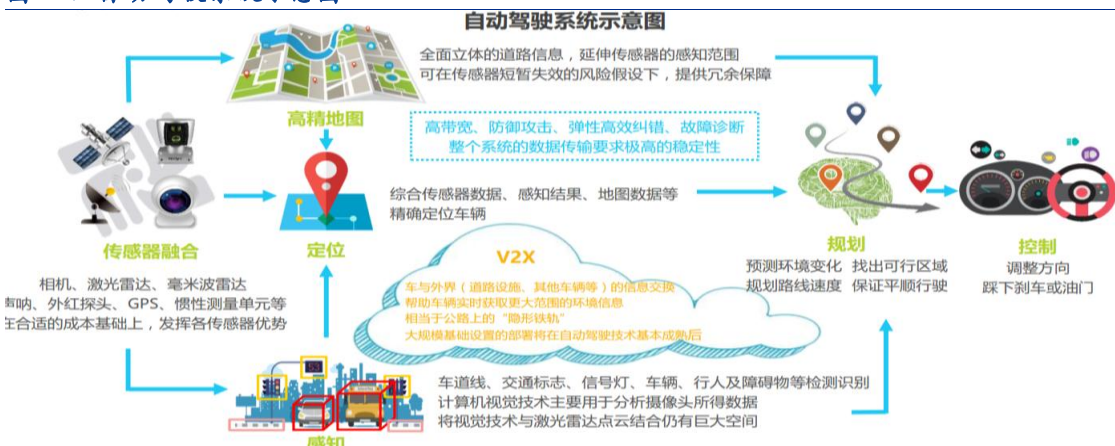 自动驾驶系统示意图
全面立体的道路信息，延伸传感器的感知范围
可在传感器短暂失效的风险假设下，提供冗余保障
高精地图
高带宽、防御攻击、弹性高效纠错、故障诊断
整个系统的数据传输要求极高的稳定性
综合传感器数据、感知结果、地图数据等
精确定位车辆
传感器融合
定位
规划
控制
相机、激光雷达、毫米波雷达
声呐、外红探头、GPS、惯性测量单元等
在合适的成本基础上，发挥各传感器优势
V2X
车与外界（道路设施、其他车辆等）的信息交换
帮助车辆实时获取更大范围的环境信息
相当于公路上的“隐形铁轨”
大规模基础设置的部署将在自动驾驶技术基本成熟后
预测环境变化 找出可行区域
规划路线速度 保证平顺行驶
调整方向
踩下刹车或油门
车道线、交通标志、信号灯、车辆、行人及障碍物等检测识别
计算机视觉技术主要用于分析摄像头所得数据
将视觉技术与激光雷达点云结合仍有巨大空间
感知